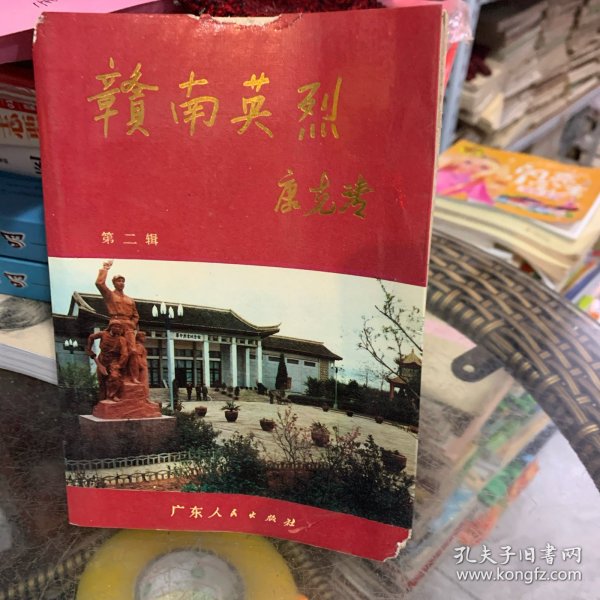 贛南英烈
康克清
第二辑
广东人民出版社
孔夫子旧书网
www.kongfz.com